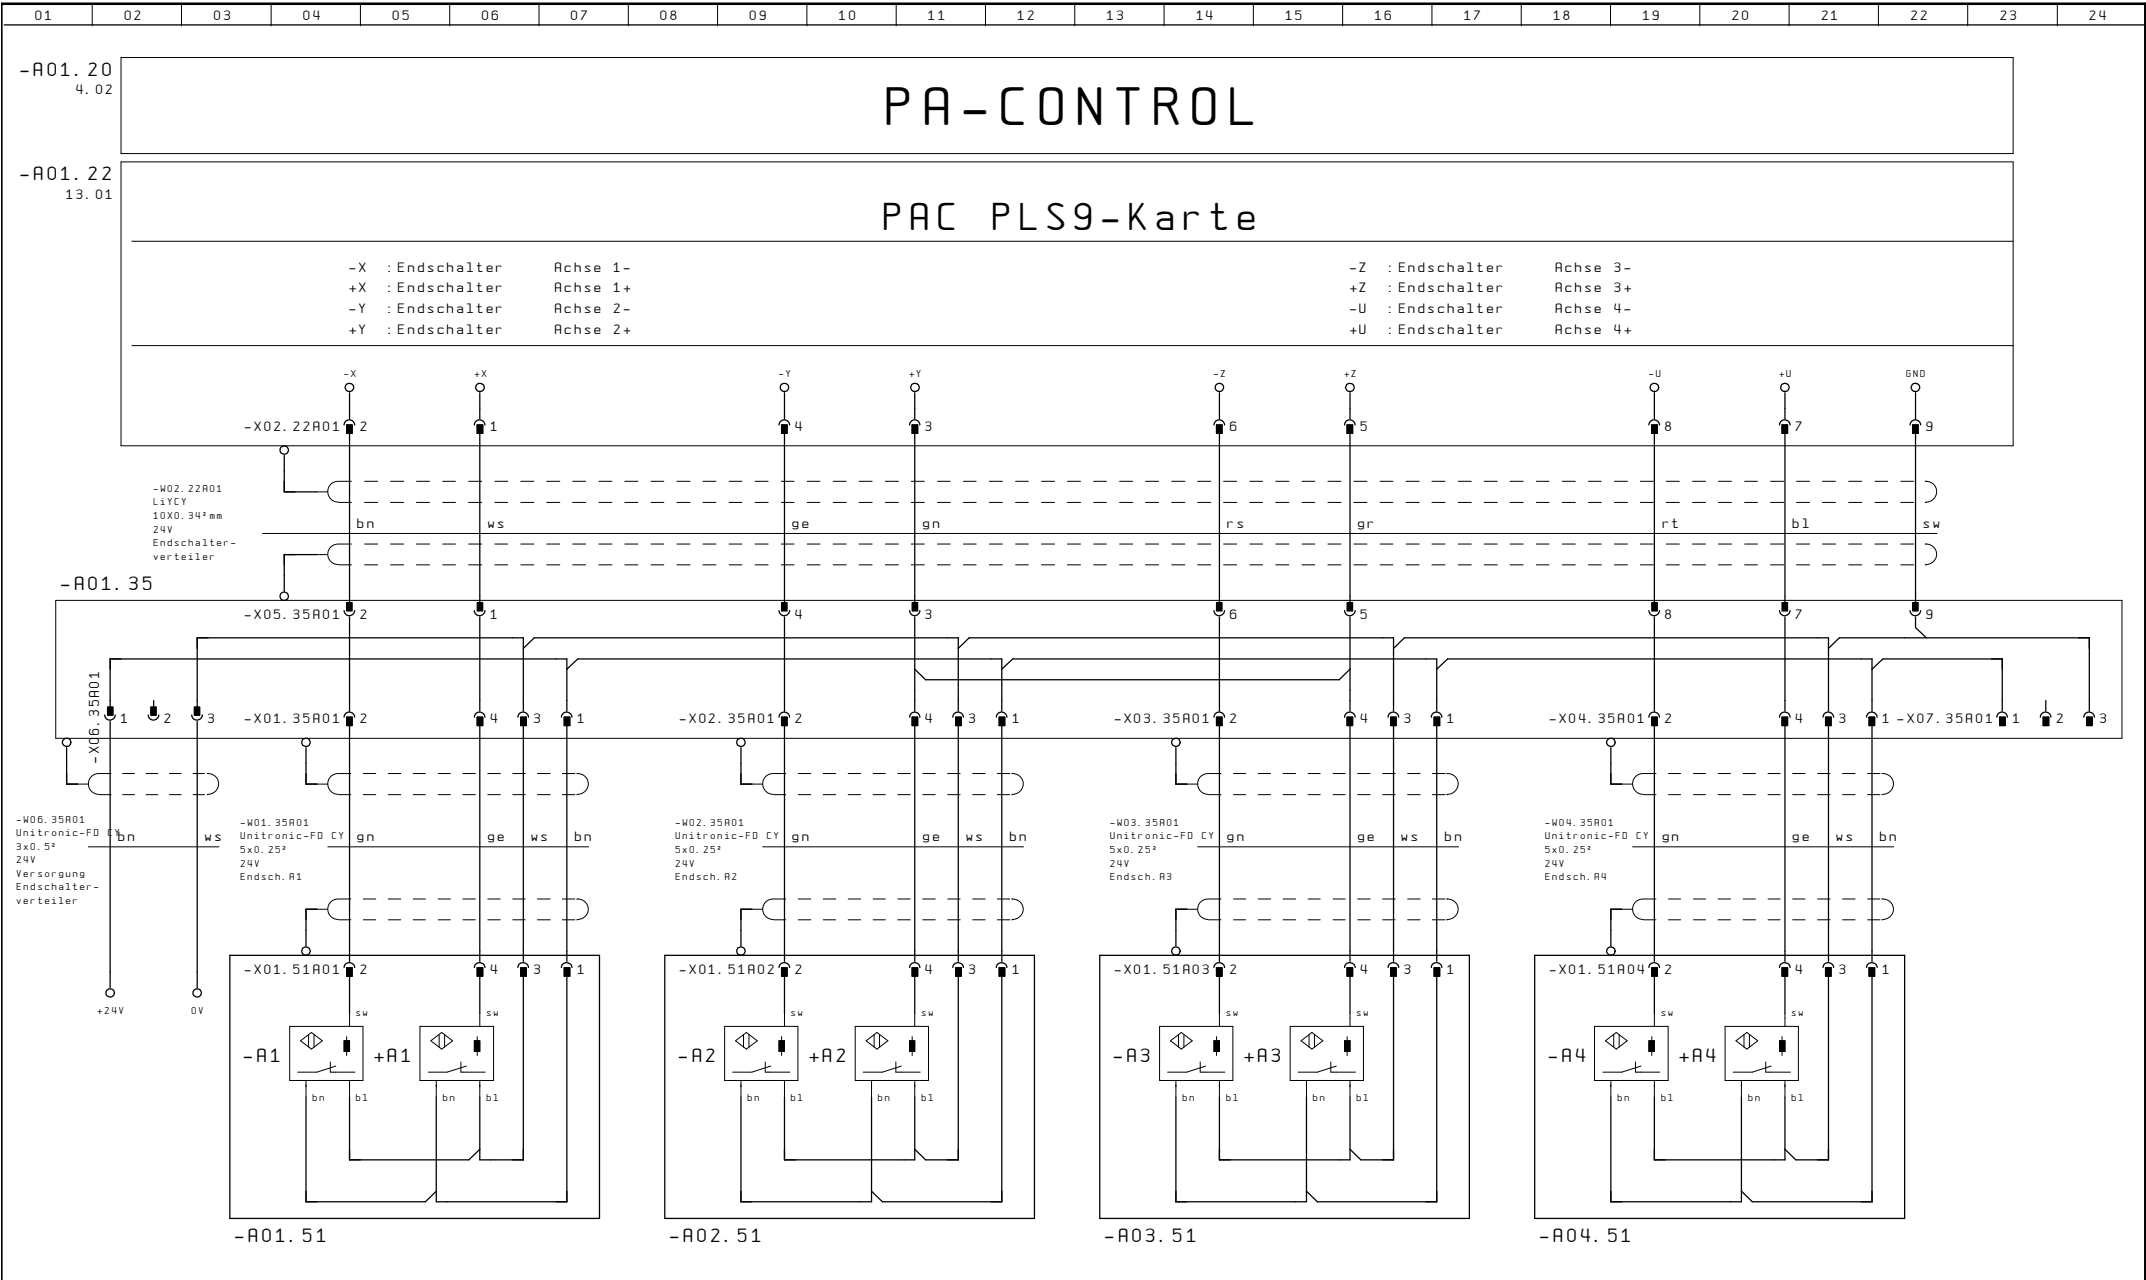 01 02 03 04 05 06 07 08 09 10 11 12 13 14 15 16 17 18 19 20 21 22 23 24
-A01.20
4.02
PA-CONTROL
-A01.22
13.01
PAC PLS9-Karte
-X :Endschalter Achse 1- -Z :Endschalter Achse 3-
+X :Endschalter Achse 1+ +Z :Endschalter Achse 3+
-Y :Endschalter Achse 2- -U :Endschalter Achse 4-
+Y :Endschalter Achse 2+ +U :Endschalter Achse 4+
-X +X -Y +Y -Z +Z -U +U GND
-X02.22A01 2 1 4 3 6 5 8 7 9
-W02.22A01
LiYCY
10X0.34²mm
24V
Endschalter-
verteiler
bn ws ge gn rs gr rt bl sw
-A01.35
-X05.35A01 2 1 4 3 6 5 8 7 9
-X06.35A01
1 2 3 -X01.35A01 2 4 3 1 -X02.35A01 2 4 3 1 -X03.35A01 2 4 3 1 -X04.35A01 2 4 3 1 -X07.35A01 1 2 3
-W06.35A01
Unitronic-FD CY
3x0.5²
24V
Versorgung
Endschalter-
verteiler
bn ws
-W01.35A01
Unitronic-FD CY
5x0.25²
24V
Endsch.A1
gn ge ws bn
-W02.35A01
Unitronic-FD CY
5x0.25²
24V
Endsch.A2
gn ge ws bn
-W03.35A01
Unitronic-FD CY
5x0.25²
24V
Endsch.A3
gn ge ws bn
-W04.35A01
Unitronic-FD CY
5x0.25²
24V
Endsch.A4
gn ge ws bn
+24V 0V
-X01.51A01 2 4 3 1 -X01.51A02 2 4 3 1 -X01.51A03 2 4 3 1 -X01.51A04 2 4 3 1
sw sw sw sw sw sw sw sw
-A1 +A1 -A2 +A2 -A3 +A3 -A4 +A4
bn bl bn bl bn bl bn bl bn bl bn bl bn bl bn bl
-A01.51 -A02.51 -A03.51 -A04.51